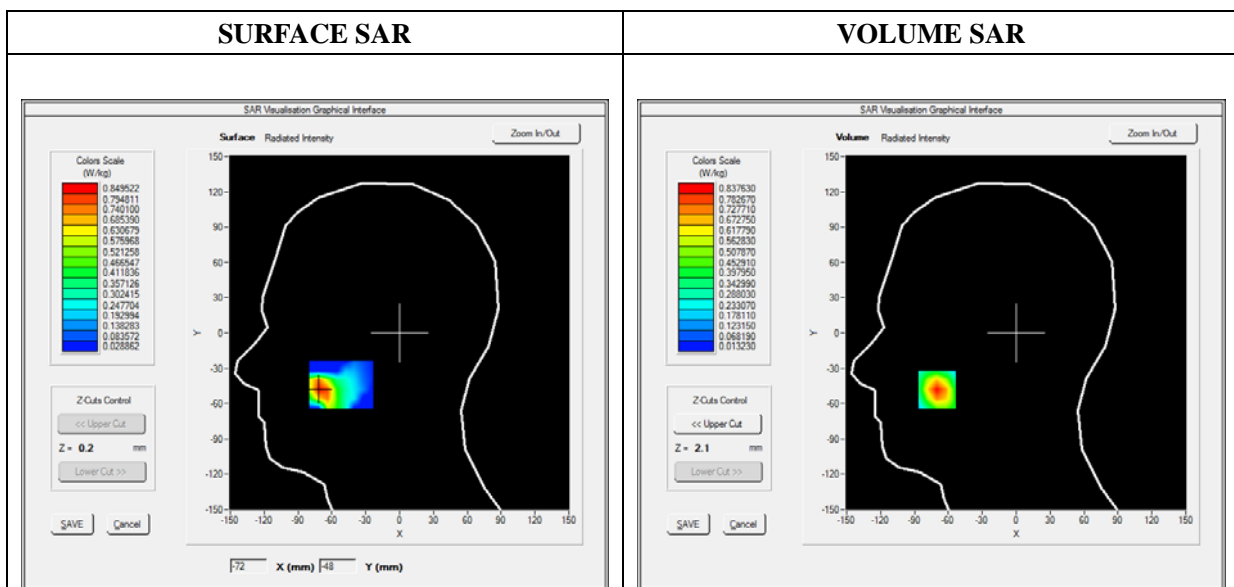 SURFACE SAR
VOLUME SAR
SAR Visualisation Graphical Interface
Surface Radiated Intensity
Zoom In/Out
Colors Scale
(W/kg)
0.849522
0.794811
0.740100
0.685390
0.630679
0.575968
0.521258
0.466547
0.411836
0.357126
0.302415
0.247704
0.192994
0.138283
0.083572
0.028862
Z-Cuts Control
<< Upper Cut
Z = 0.2 mm
Lower Cut >>
SAVE Cancel
150
120
90
60
30
0
-30
-60
-90
-120
-150
Y
-150 -120 -90 -60 -30 0 30 60 90 120 150
X
-72 X (mm) -48 Y (mm)
SAR Visualisation Graphical Interface
Volume Radiated Intensity
Zoom In/Out
Colors Scale
(W/kg)
0.837630
0.782670
0.727710
0.672750
0.617790
0.562830
0.507870
0.452910
0.397950
0.342990
0.288030
0.233070
0.178110
0.123150
0.068190
0.013230
Z-Cuts Control
<< Upper Cut
Z = 2.1 mm
Lower Cut >>
SAVE Cancel
150
120
90
60
30
0
-30
-60
-90
-120
-150
Y
-150 -120 -90 -60 -30 0 30 60 90 120 150
X